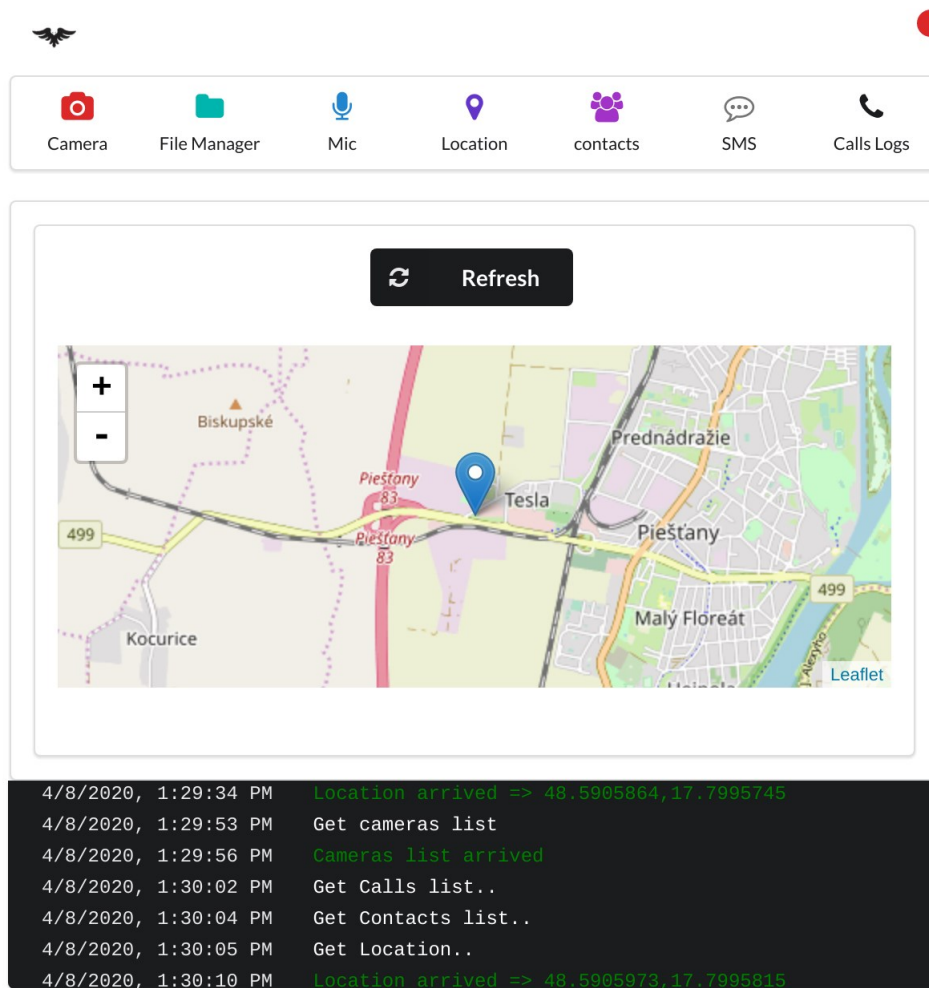 Camera File Manager Mic Location contacts SMS Calls Logs
Refresh
+
-
Biskupské
Prednádražie
Piešťany
83
Tesla
499
Piešťany
Piešťany
83
499
Malý Floreát
Kocurice
Leaflet
4/8/2020, 1:29:34 PM Location arrived => 48.5905864,17.7995745
4/8/2020, 1:29:53 PM Get cameras list
4/8/2020, 1:29:56 PM Cameras list arrived
4/8/2020, 1:30:02 PM Get Calls list..
4/8/2020, 1:30:04 PM Get Contacts list..
4/8/2020, 1:30:05 PM Get Location..
4/8/2020, 1:30:10 PM Location arrived => 48.5905973,17.7995815